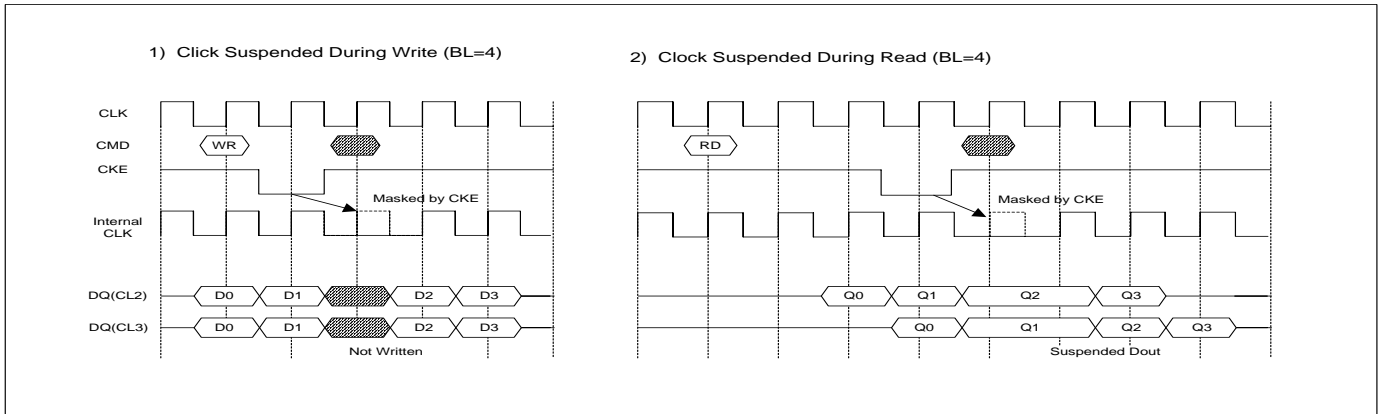 1) Click Suspended During Write (BL=4)
2) Clock Suspended During Read (BL=4)
CLK
CMD
WR
RD
CKE
Masked by CKE
Masked by CKE
Internal
CLK
DQ(CL2)
D0
D1
D2
D3
Q0
Q1
Q2
Q3
DQ(CL3)
D0
D1
D2
D3
Q0
Q1
Q2
Q3
Not Written
Suspended Dout